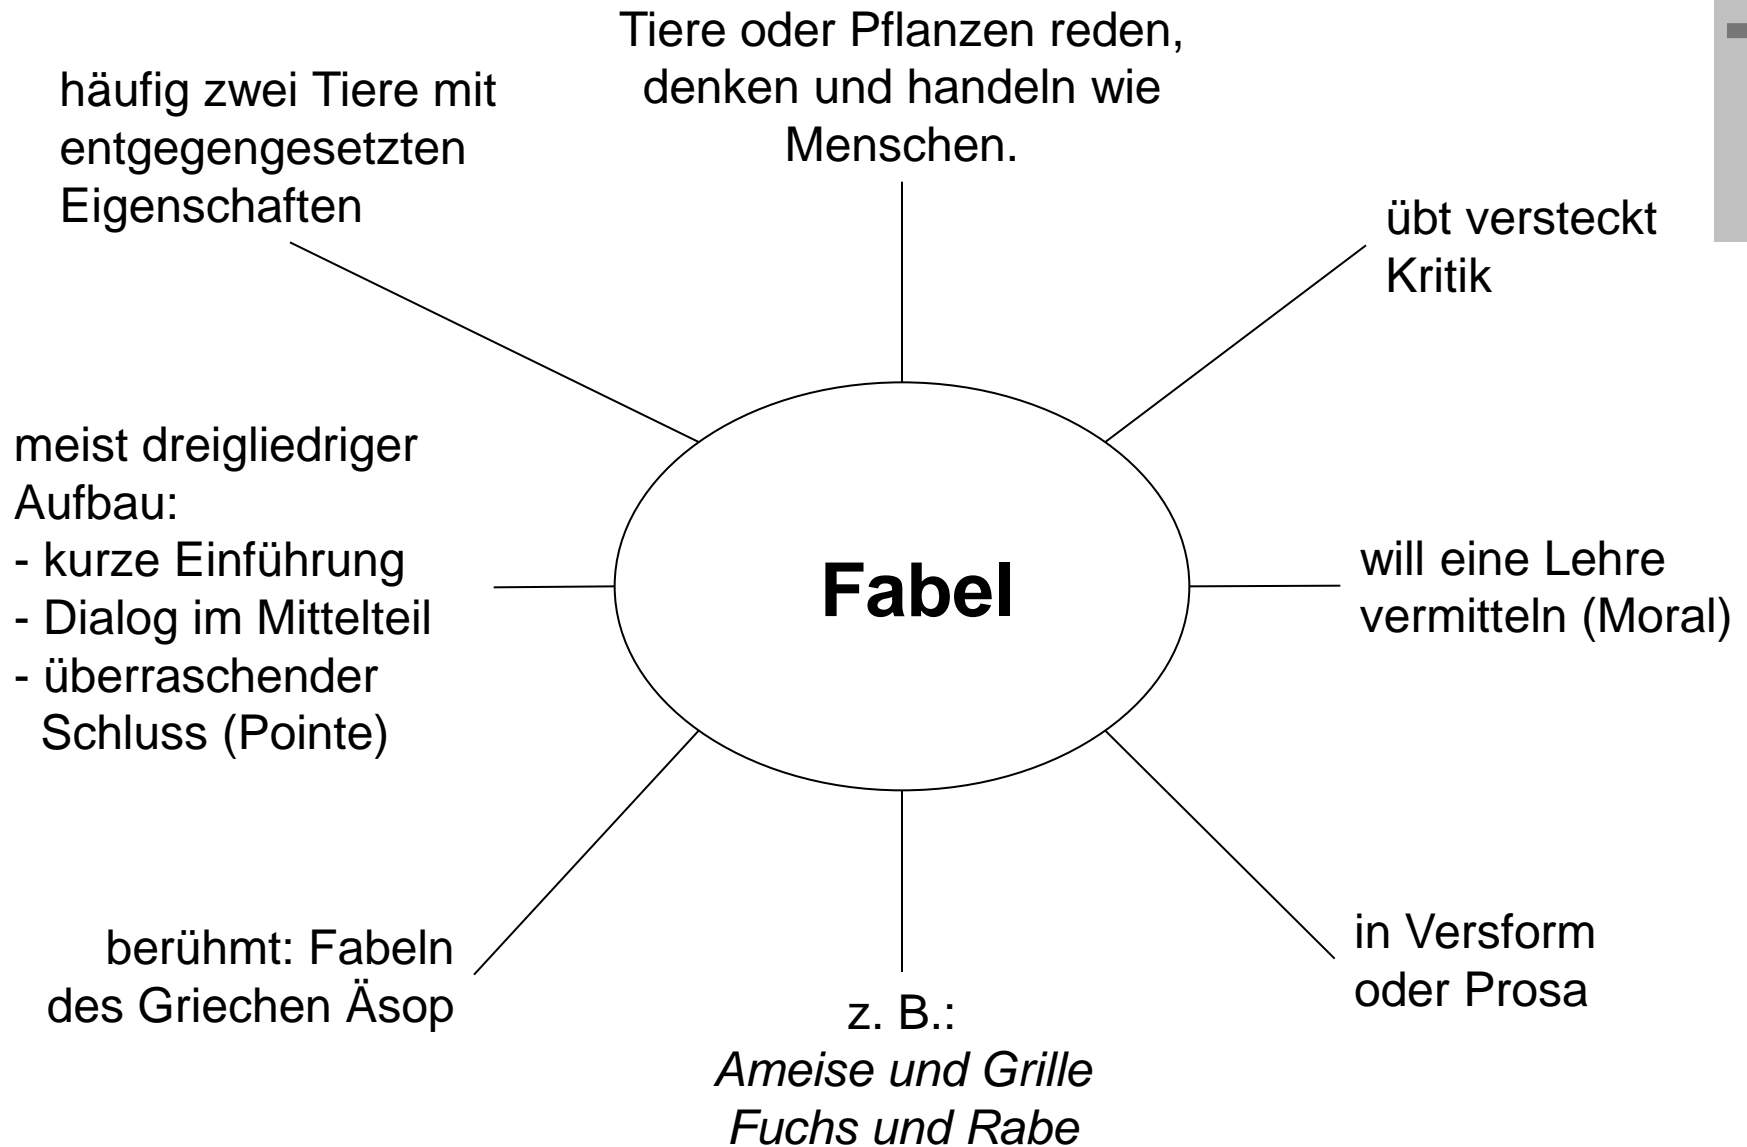 Tiere oder Pflanzen reden,
denken und handeln wie
Menschen.
häufig zwei Tiere mit
entgegengesetzten
Eigenschaften
übt versteckt
Kritik
meist dreigliedriger
Aufbau:
- kurze Einführung
- Dialog im Mittelteil
- überraschender
Schluss (Pointe)
Fabel
will eine Lehre
vermitteln (Moral)
berühmt: Fabeln
des Griechen Äsop
z. B.:
Ameise und Grille
Fuchs und Rabe
in Versform
oder Prosa